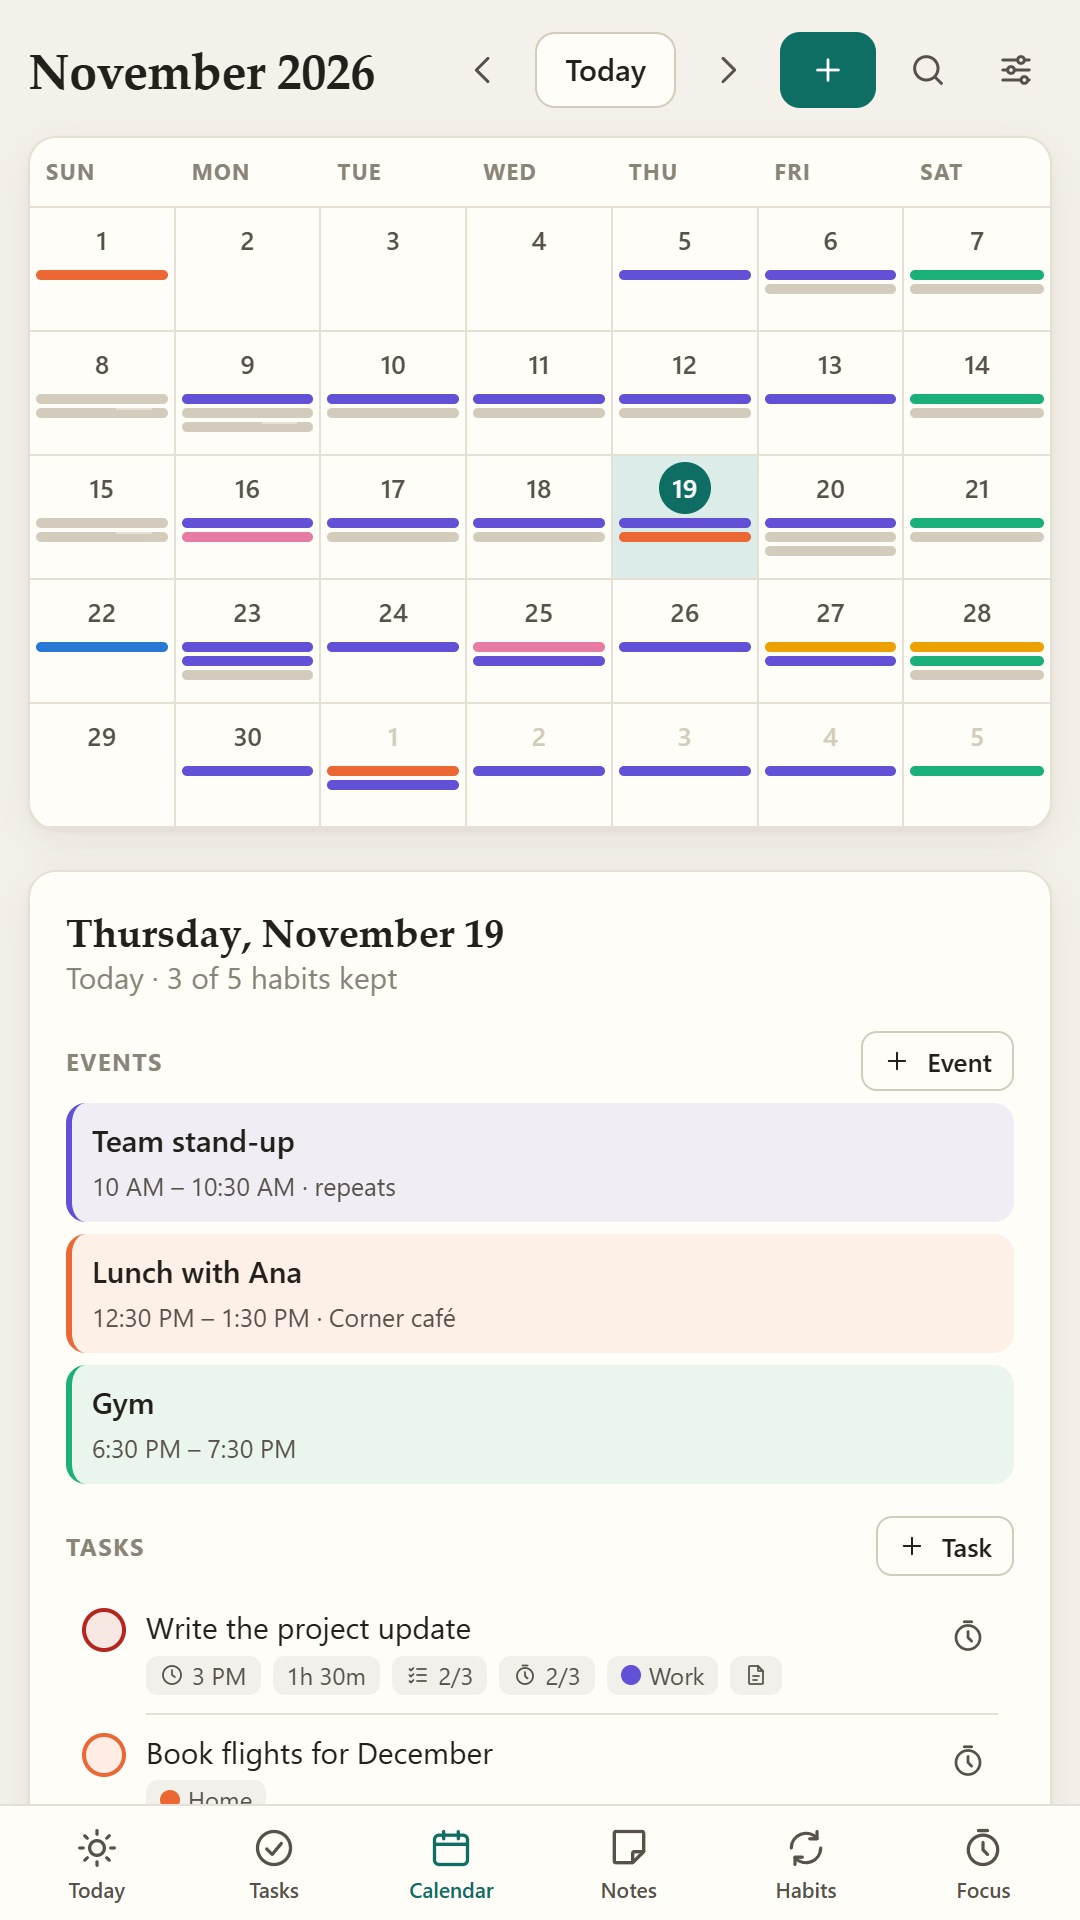 November 2026
Today
SUN MON TUE WED THU FRI SAT
1 2 3 4 5 6 7
8 9 10 11 12 13 14
15 16 17 18 19 20 21
22 23 24 25 26 27 28
29 30 1 2 3 4 5
Thursday, November 19
Today · 3 of 5 habits kept
EVENTS
Event
Team stand-up
10 AM – 10:30 AM · repeats
Lunch with Ana
12:30 PM – 1:30 PM · Corner café
Gym
6:30 PM – 7:30 PM
TASKS
Task
Write the project update
3 PM 1h 30m 2/3 2/3 Work
Book flights for December
Home
Today Tasks Calendar Notes Habits Focus